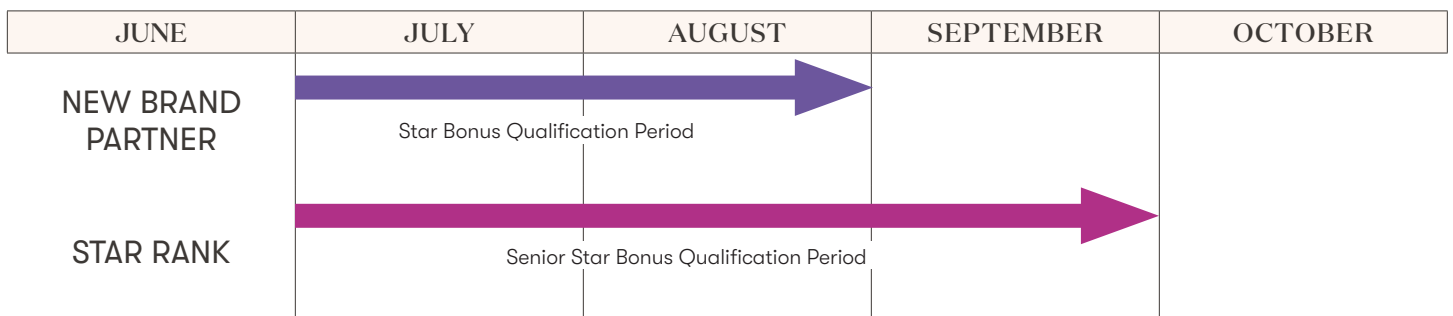 JUNE JULY AUGUST SEPTEMBER OCTOBER
NEW BRAND
PARTNER
Star Bonus Qualification Period
STAR RANK
Senior Star Bonus Qualification Period